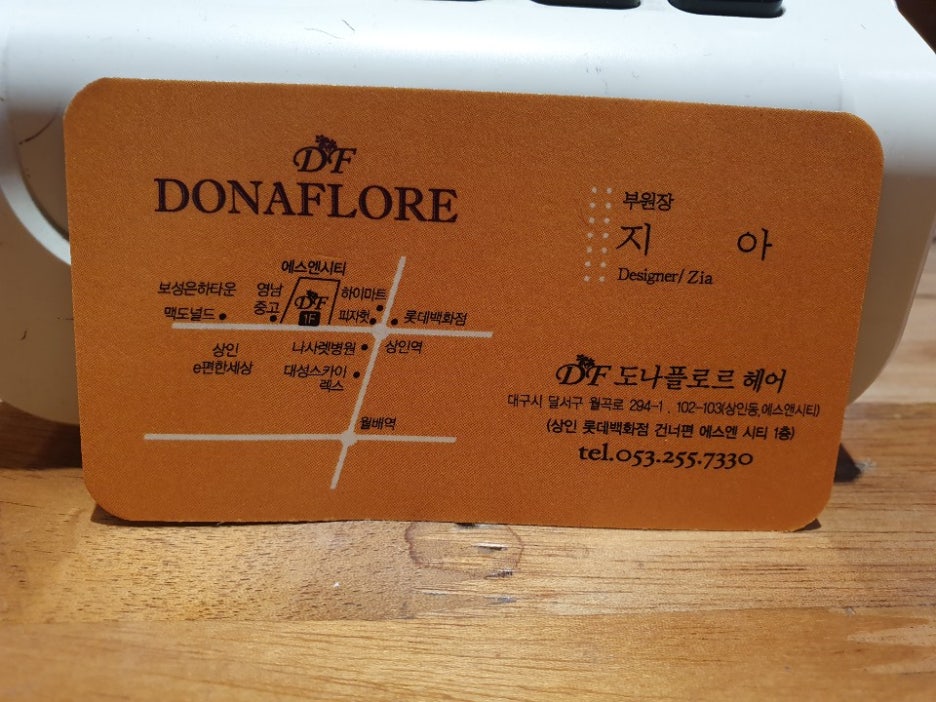 DF
DONAFLORE
에스엔시티
보성은하타운
영남
중고
DF
1F
하이마트
맥도널드
피자헛
롯데백화점
상인
e편한세상
나사렛병원
상인역
대성스카이
렉스
월배역
부원장
지 아
Designer/ Zia
DF 도나플로르 헤어
대구시 달서구 월곡로 294-1 , 102-103(상인동,에스엔시티)
(상인 롯데백화점 건너편 에스엔 시티 1층)
tel.053.255.7330